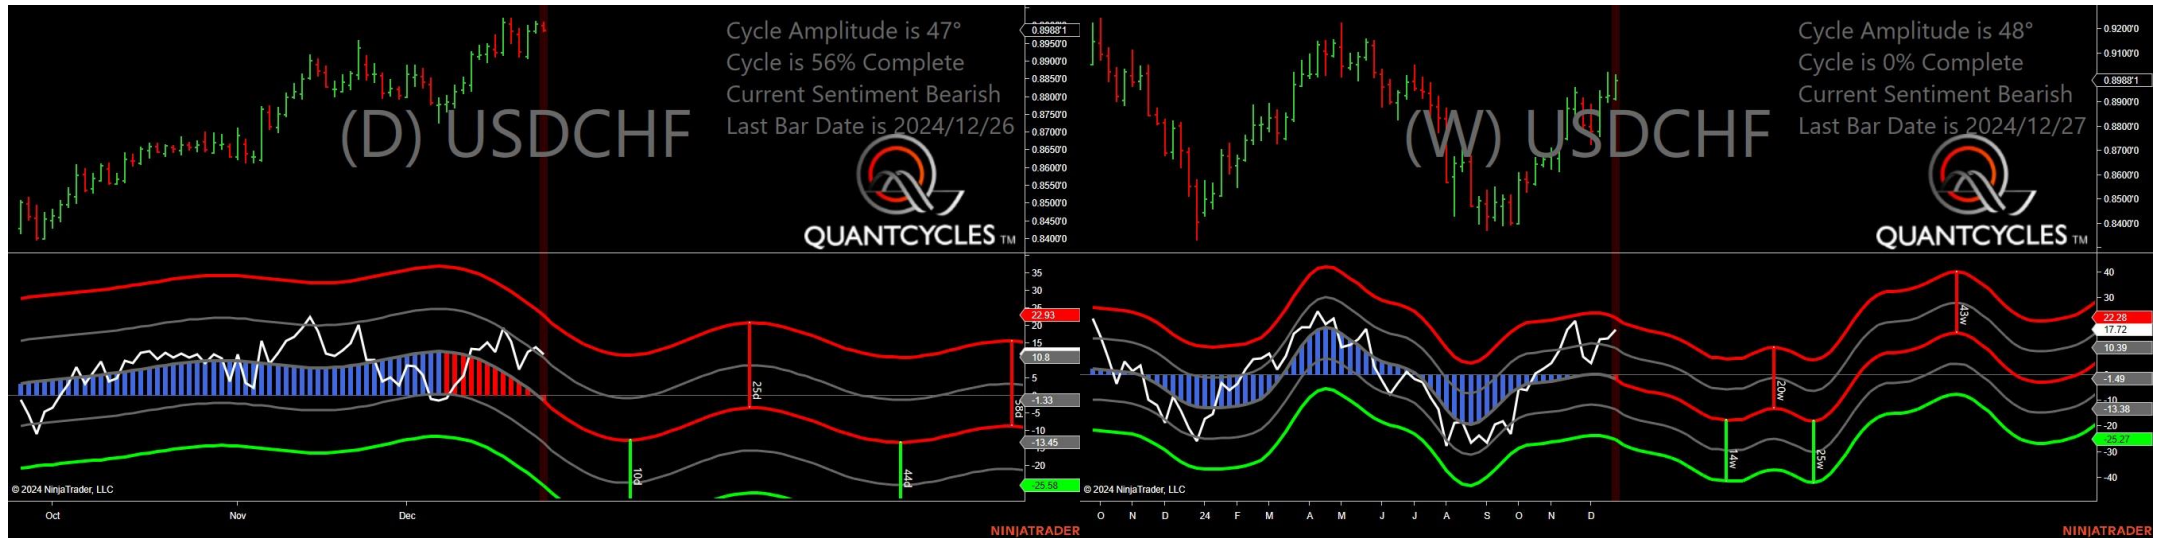 Cycle Amplitude is 47°
Cycle is 56% Complete
Current Sentiment Bearish
Last Bar Date is 2024/12/26
(D) USDCHF
QUANTCYCLES TM
0.8988'1
0.8950'0
0.8900'0
0.8850'0
0.8800'0
0.8750'0
0.8700'0
0.8650'0
0.8600'0
0.8550'0
0.8500'0
0.8450'0
0.8400'0
35
30
25
22.93
20
15
10.8
5
-1.33
-5
-10
-13.45
-20
-25.58
10d
25d
44d
58d
© 2024 NinjaTrader, LLC
Oct
Nov
Dec
NINJATRADER
Cycle Amplitude is 48°
Cycle is 0% Complete
Current Sentiment Bearish
Last Bar Date is 2024/12/27
(W) USDCHF
QUANTCYCLES TM
0.9200'0
0.9100'0
0.8988'1
0.8900'0
0.8800'0
0.8700'0
0.8600'0
0.8500'0
0.8400'0
40
30
22.28
17.72
10.39
-1.49
-10
-13.38
-20
-25.27
-30
-40
14w
20w
25w
43w
© 2024 NinjaTrader, LLC
O N D 24 F M A M J J A S O N D
NINJATRADER